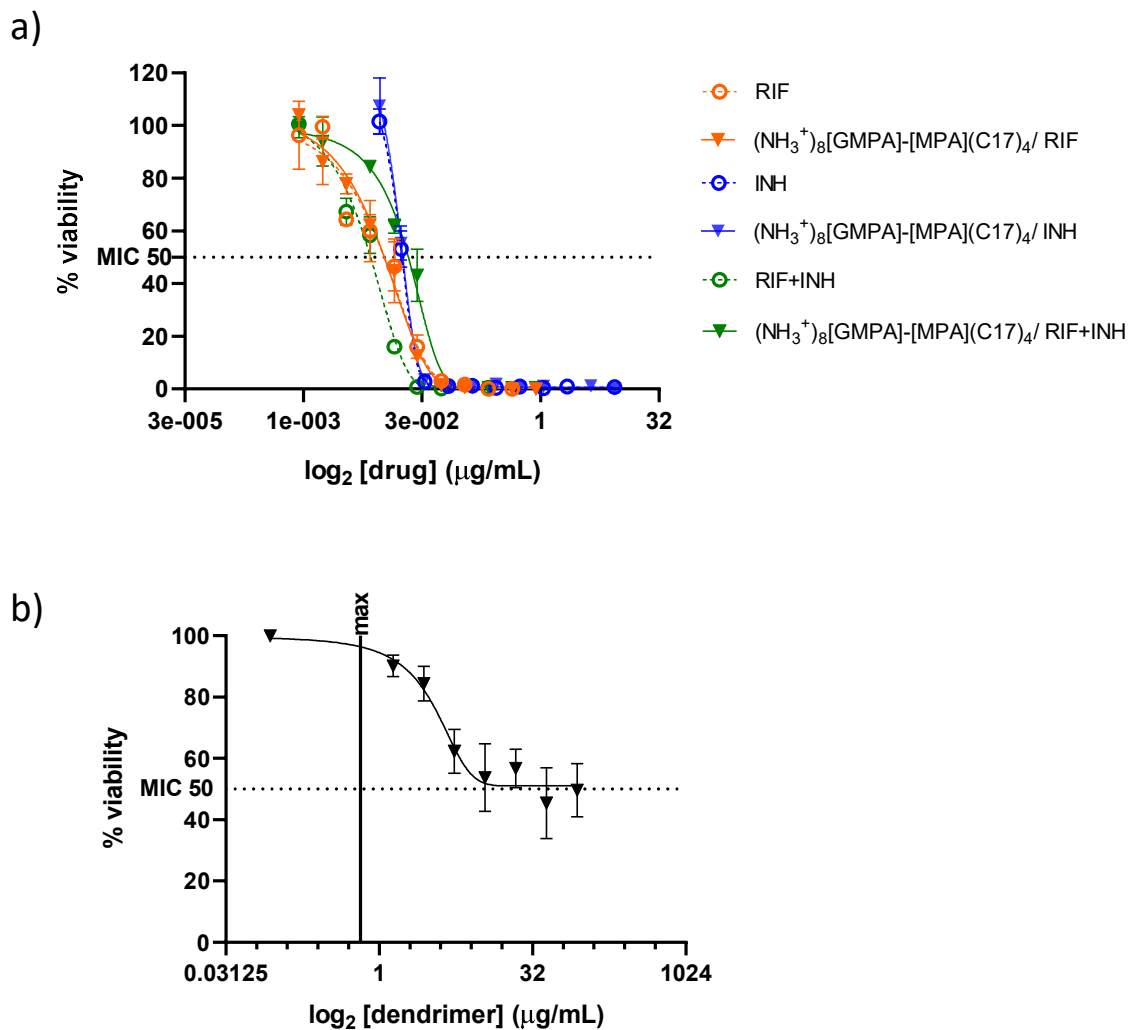 a)
120
100
80
60
MIC 50
40
20
0
% viability
3e-005 1e-003 3e-002 1 32
log₂ [drug] (μg/mL)
RIF
(NH₃⁺)₈[GMPA]-[MPA](C17)₄/ RIF
INH
(NH₃⁺)₈[GMPA]-[MPA](C17)₄/ INH
RIF+INH
(NH₃⁺)₈[GMPA]-[MPA](C17)₄/ RIF+INH
b)
max
100
80
60
MIC 50
40
20
0
% viability
0.03125 1 32 1024
log₂ [dendrimer] (μg/mL)